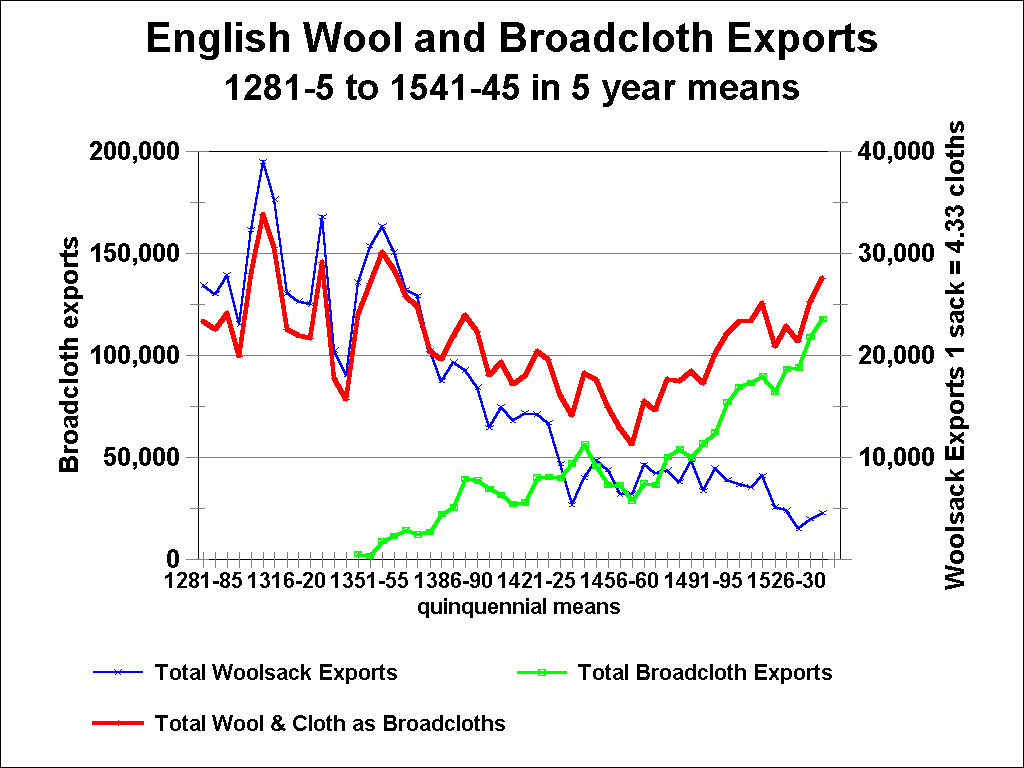 English Wool and Broadcloth Exports
1281-5 to 1541-45 in 5 year means
Broadcloth exports
200,000
150,000
100,000
50,000
0
40,000
30,000
20,000
10,000
0
Woolsack Exports 1 sack = 4.33 cloths
1281-85 1316-20 1351-55 1386-90 1421-25 1456-60 1491-95 1526-30
quinquennial means
Total Woolsack Exports
Total Broadcloth Exports
Total Wool & Cloth as Broadcloths